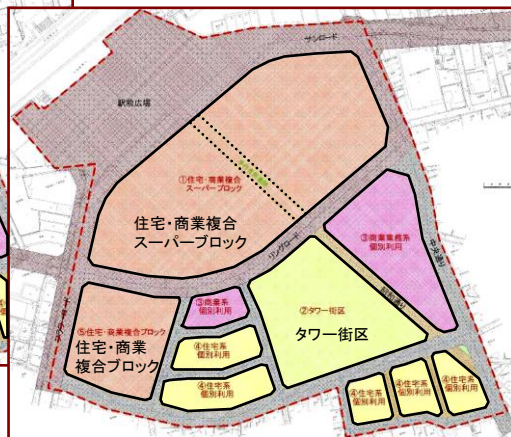 サンロード
駅前広場
①住宅・商業複合
スーパーブロック
住宅・商業複合
スーパーブロック
リングロード
③商業業務系
個別利用
⑤住宅・商業複合ブロック
住宅・商業
複合ブロック
③商業系
個別利用
②タワー街区
タワー街区
④住宅系
個別利用
④住宅系
個別利用
④住宅系
個別利用
④住宅系
個別利用
④住宅系
個別利用